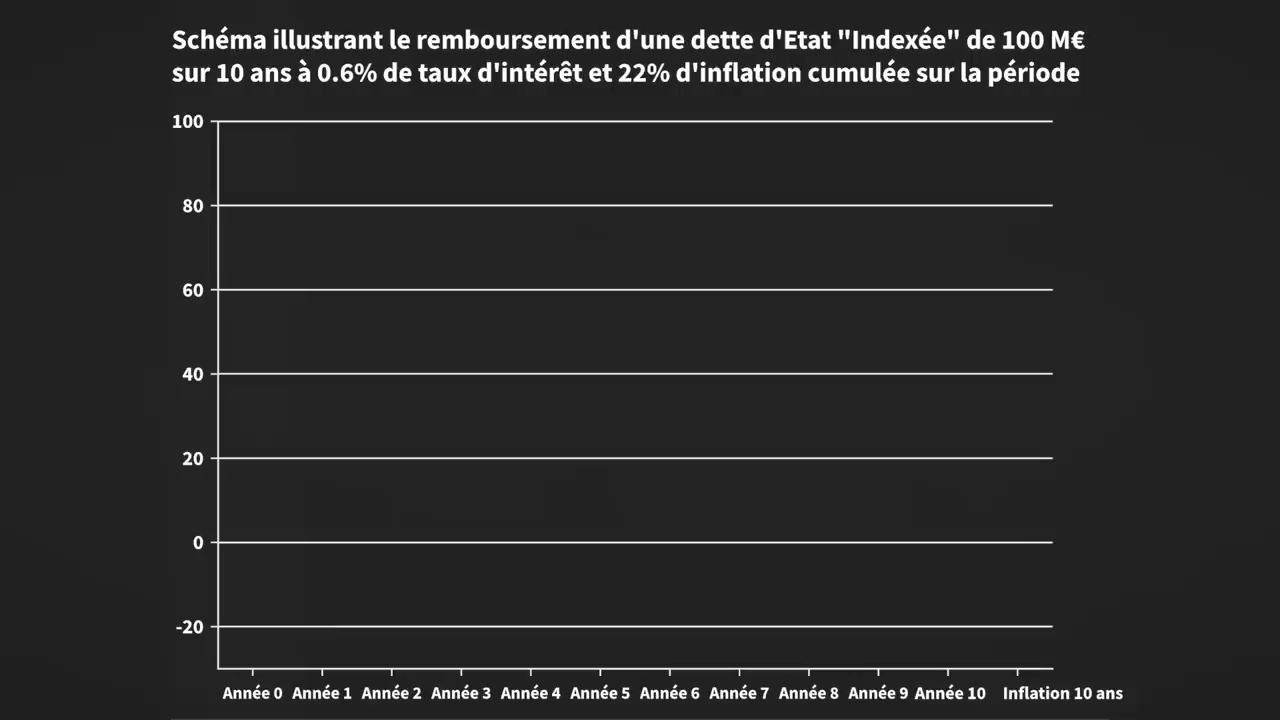 Schéma illustrant le remboursement d'une dette d'Etat "Indexée" de 100 M€
sur 10 ans à 0.6% de taux d'intérêt et 22% d'inflation cumulée sur la période
100
80
60
40
20
0
-20
Année 0 Année 1 Année 2 Année 3 Année 4 Année 5 Année 6 Année 7 Année 8 Année 9 Année 10 Inflation 10 ans